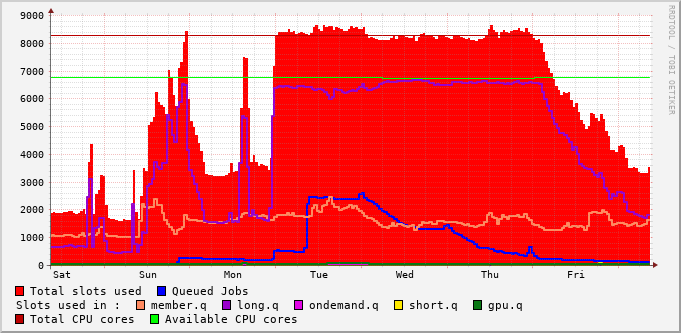 9000
8000
7000
6000
5000
4000
3000
2000
1000
0
Sat Sun Mon Tue Wed Thu Fri
RRDTOOL / TOBI OETIKER
Total slots used Queued Jobs
Slots used in : member.q long.q ondemand.q short.q gpu.q
Total CPU cores Available CPU cores